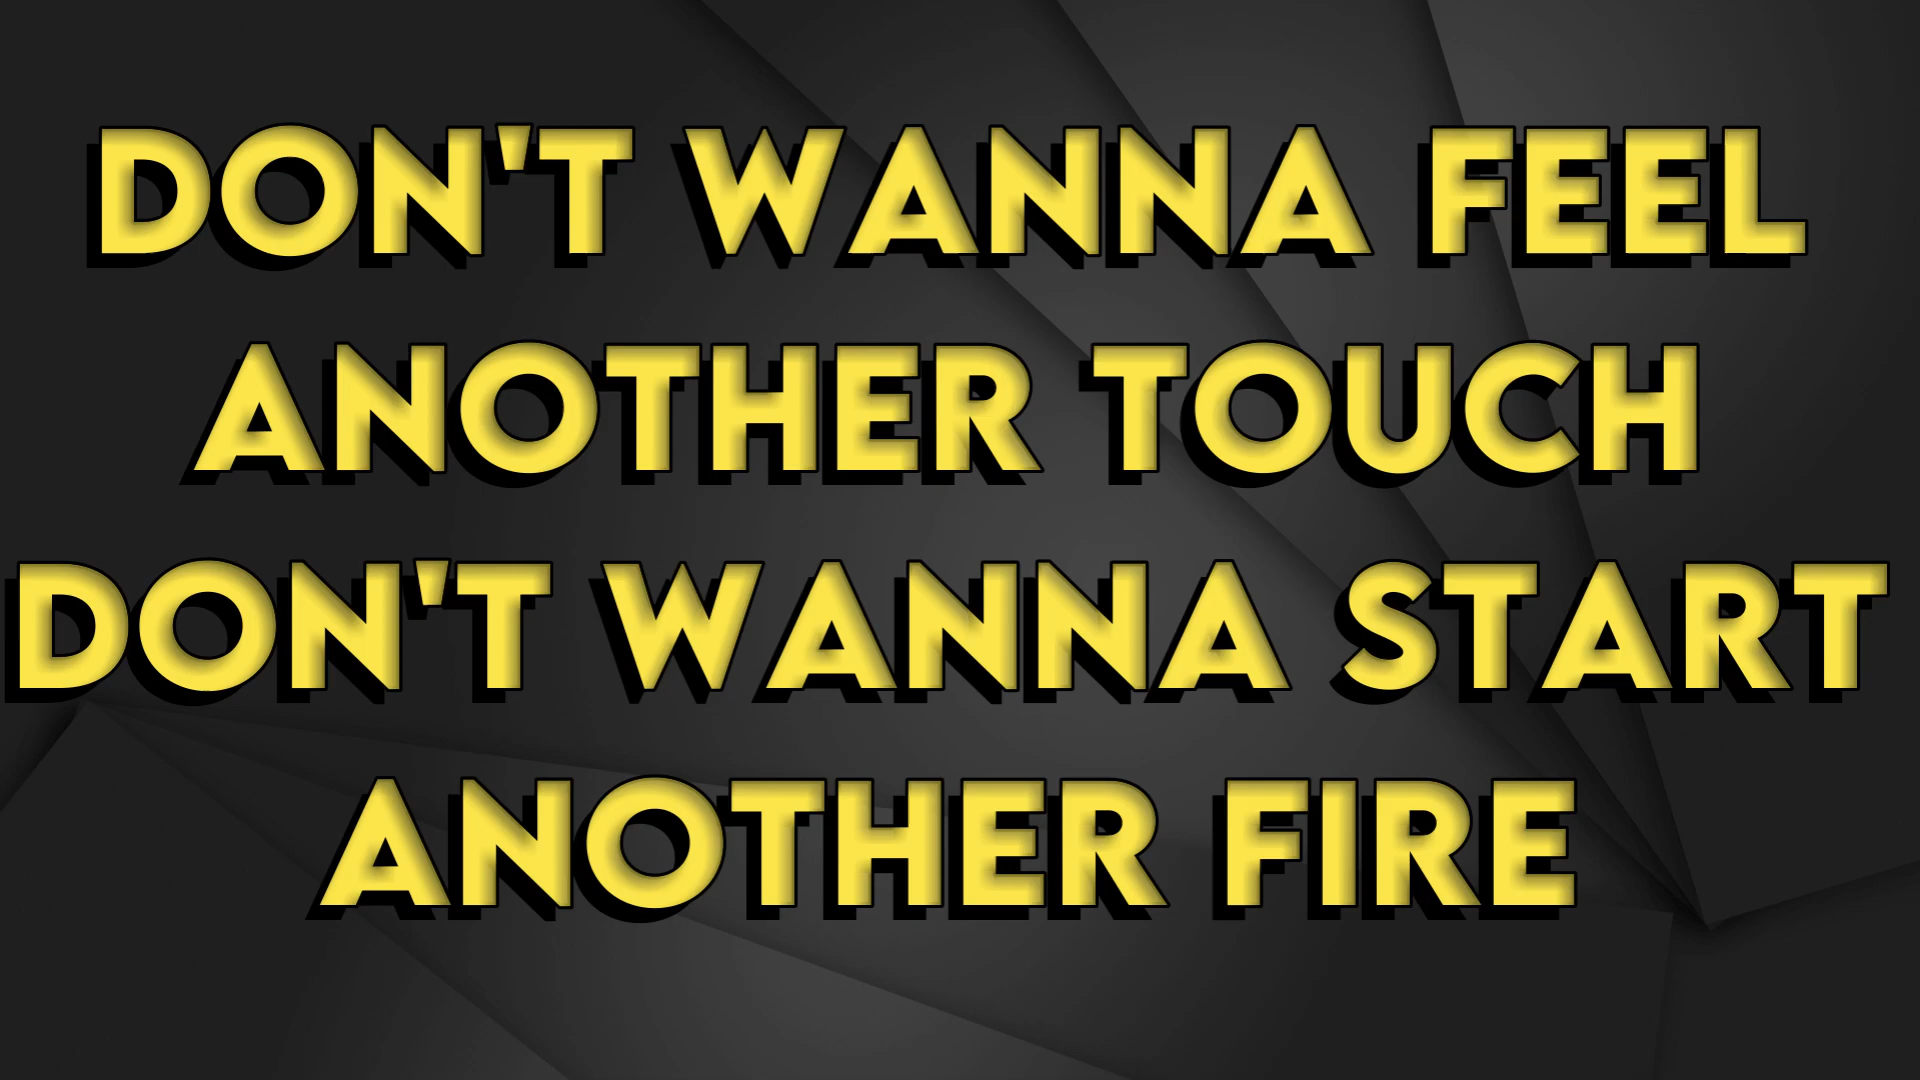 DON'T WANNA FEEL
ANOTHER TOUCH
DON'T WANNA START
ANOTHER FIRE